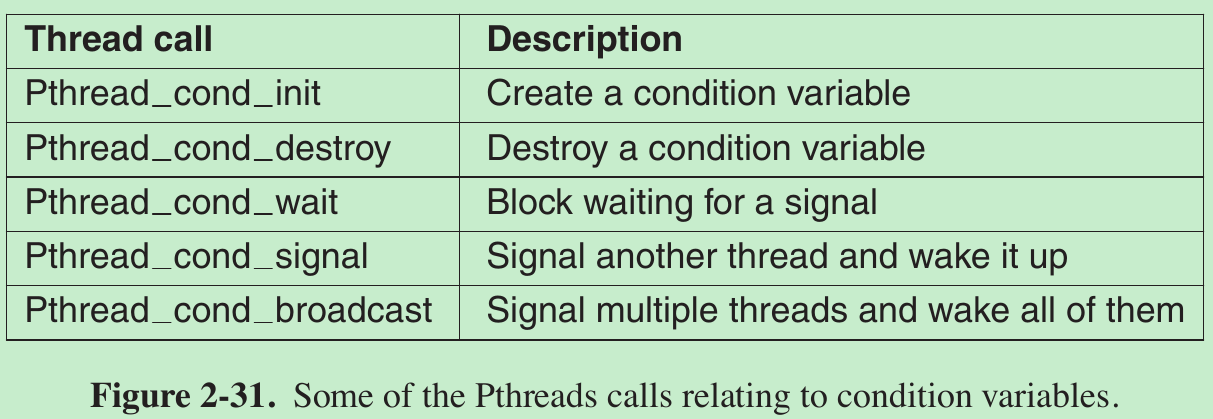 Thread call Description
Pthread_cond_init Create a condition variable
Pthread_cond_destroy Destroy a condition variable
Pthread_cond_wait Block waiting for a signal
Pthread_cond_signal Signal another thread and wake it up
Pthread_cond_broadcast Signal multiple threads and wake all of them
Figure 2-31. Some of the Pthreads calls relating to condition variables.